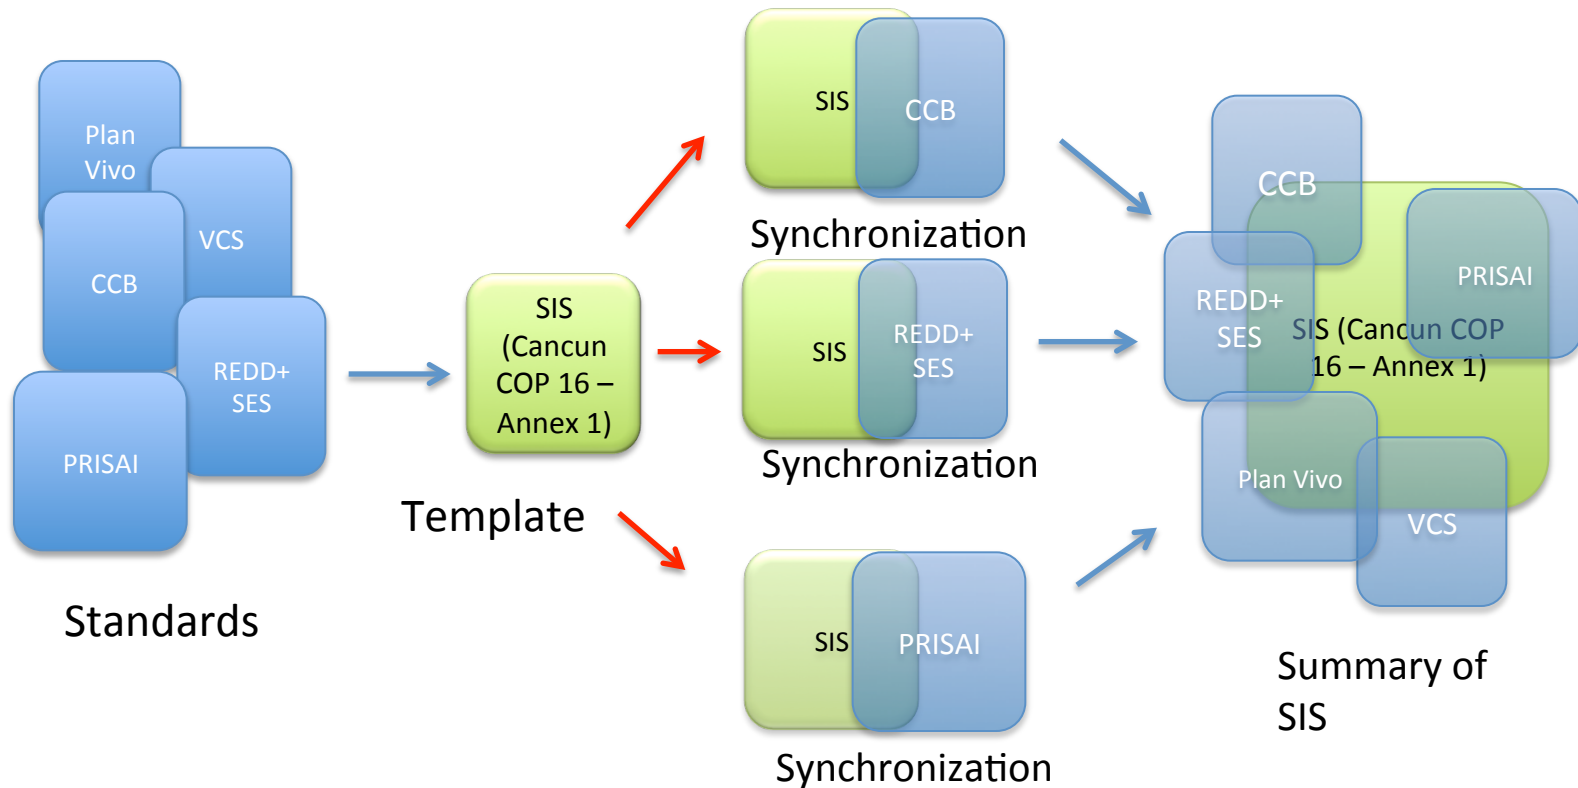 Plan
Vivo
VCS
CCB
REDD+
SES
PRISAI
Standards
SIS
(Cancun
COP 16 –
Annex 1)
Template
SIS
CCB
Synchronization
SIS
REDD+
SES
Synchronization
SIS
PRISAI
Synchronization
CCB
PRISAI
REDD+
SES
SIS (Cancun COP
16 – Annex 1)
Plan Vivo
VCS
Summary of
SIS